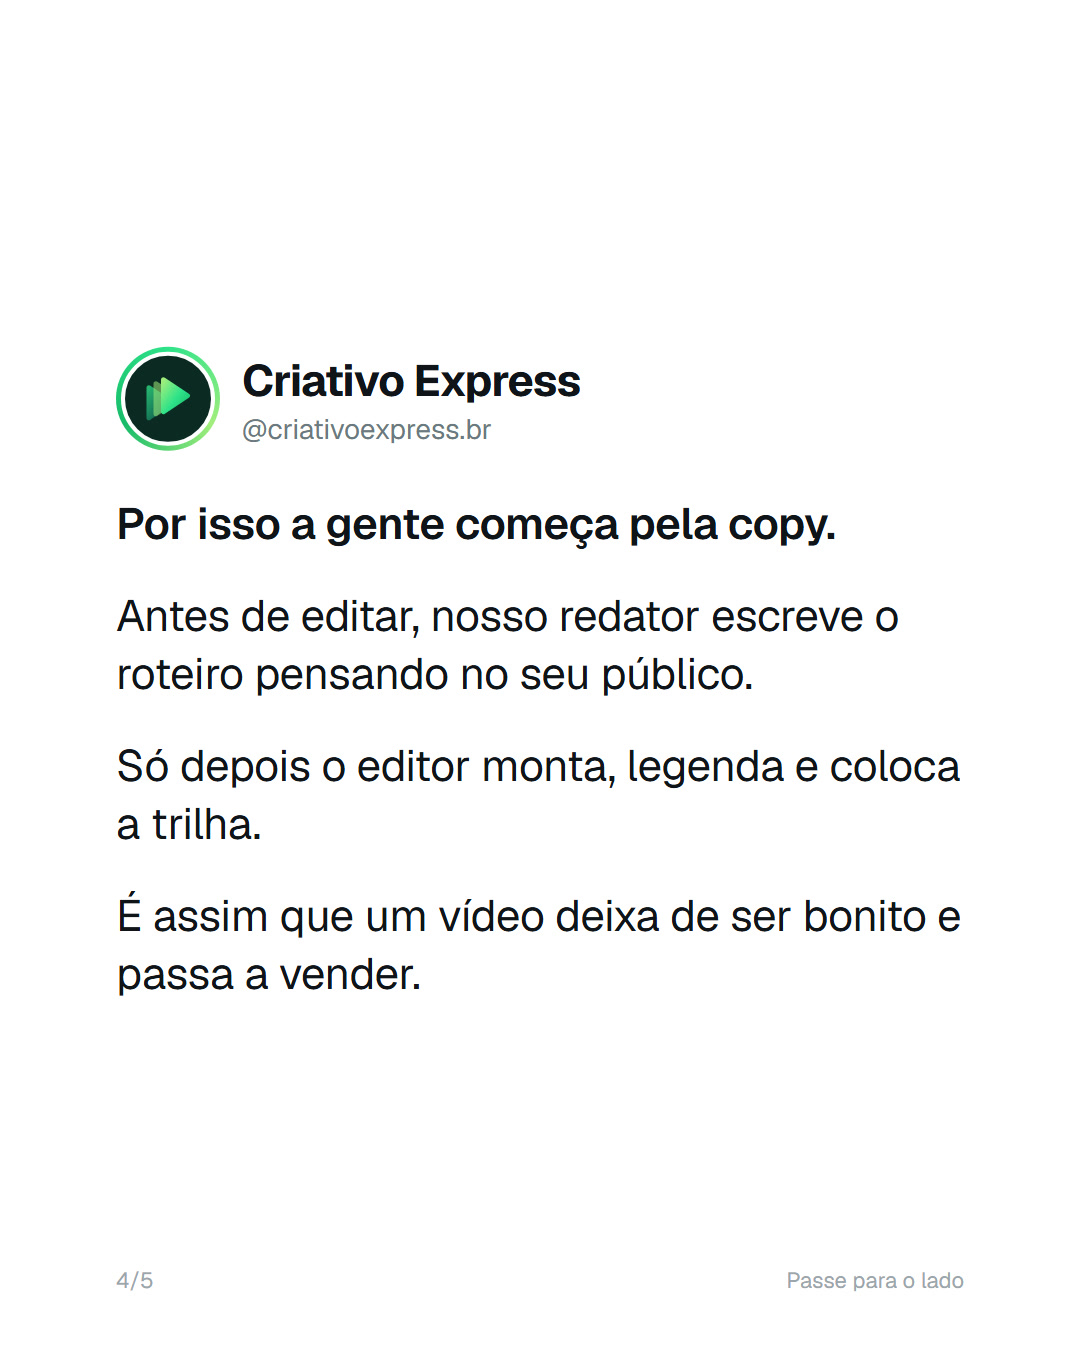 Criativo Express
@criativoexpress.br
Por isso a gente começa pela copy.
Antes de editar, nosso redator escreve o
roteiro pensando no seu público.
Só depois o editor monta, legenda e coloca
a trilha.
É assim que um vídeo deixa de ser bonito e
passa a vender.
4/5
Passe para o lado